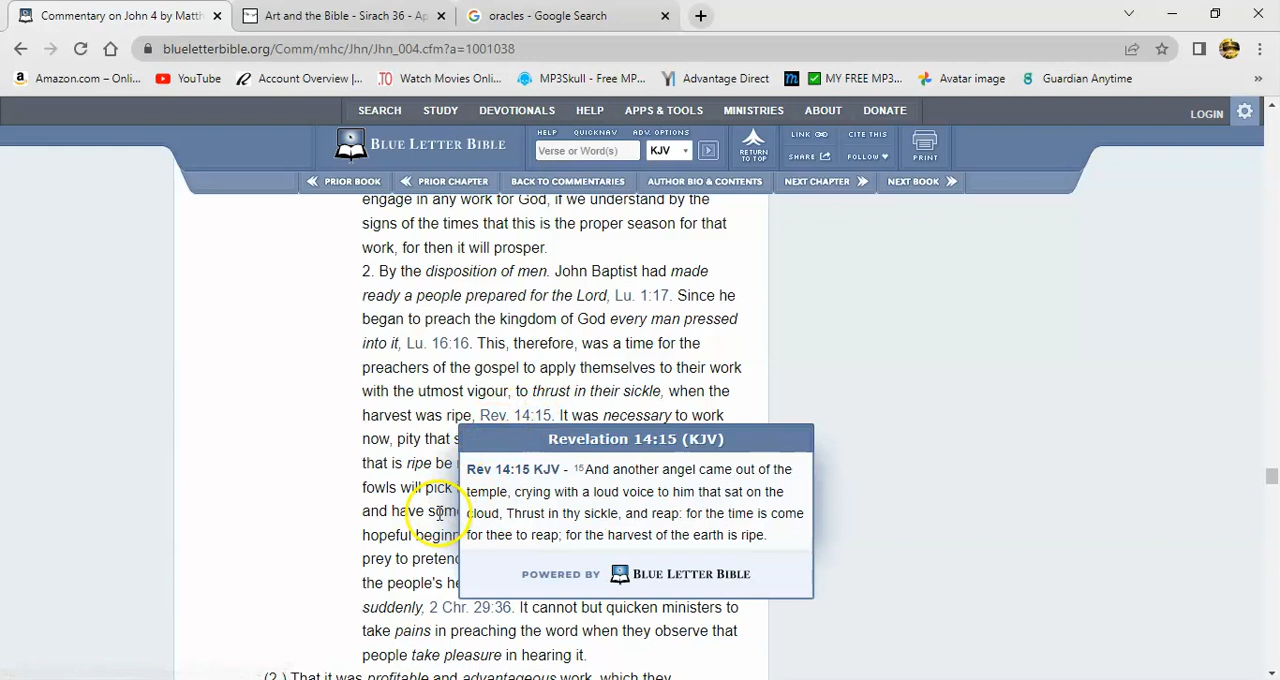 Commentary on John 4 by Matth
Art and the Bible - Sirach 36 - Ap
oracles - Google Search
blueletterbible.org/Comm/mhc/Jhn/Jhn_004.cfm?a=1001038
Amazon.com – Onli...
YouTube
Account Overview |...
Watch Movies Onlin...
MP3Skull - Free MP...
Advantage Direct
MY FREE MP3...
Avatar image
Guardian Anytime
»
SEARCH STUDY DEVOTIONALS HELP APPS & TOOLS MINISTRIES ABOUT DONATE
LOGIN
HELP QUICKNAV ADV. OPTIONS
BLUE LETTER BIBLE
Verse or Word(s)
KJV
RETURN TO TOP
LINK
CITE THIS
SHARE
FOLLOW
PRINT
PRIOR BOOK PRIOR CHAPTER BACK TO COMMENTARIES AUTHOR BIO & CONTENTS NEXT CHAPTER NEXT BOOK
engage in any work for God, if we understand by the
signs of the times that this is the proper season for that
work, for then it will prosper.
2. By the disposition of men. John Baptist had made
ready a people prepared for the Lord, Lu. 1:17. Since he
began to preach the kingdom of God every man pressed
into it, Lu. 16:16. This, therefore, was a time for the
preachers of the gospel to apply themselves to their work
with the utmost vigour, to thrust in their sickle, when the
harvest was ripe, Rev. 14:15. It was necessary to work
now, pity that s
that is ripe be
fowls will pick
and have some
hopeful beginn
prey to pretend
the people's he
suddenly, 2 Chr. 29:36. It cannot but quicken ministers to
take pains in preaching the word when they observe that
people take pleasure in hearing it.
(2.) That it was profitable and advantageous work, which they
Revelation 14:15 (KJV)
Rev 14:15 KJV - 15And another angel came out of the
temple, crying with a loud voice to him that sat on the
cloud, Thrust in thy sickle, and reap: for the time is come
for thee to reap; for the harvest of the earth is ripe.
POWERED BY BLUE LETTER BIBLE